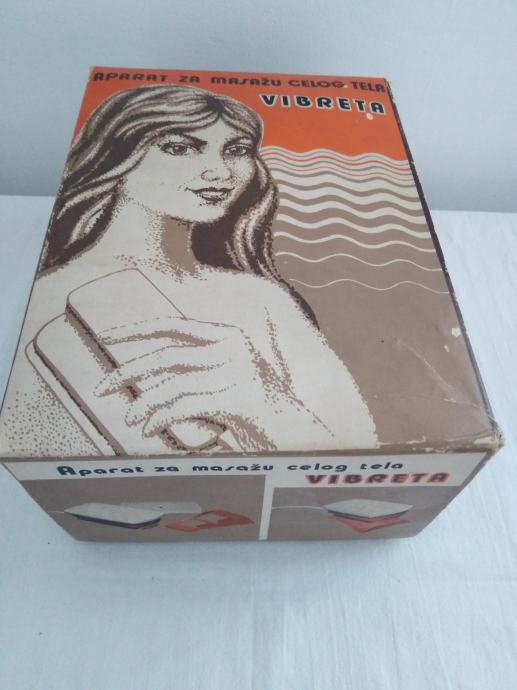 APARAT ZA MASAŽU CELOG TELA
VIBRETA
Aparat za masažu celog tela
VIBRETA